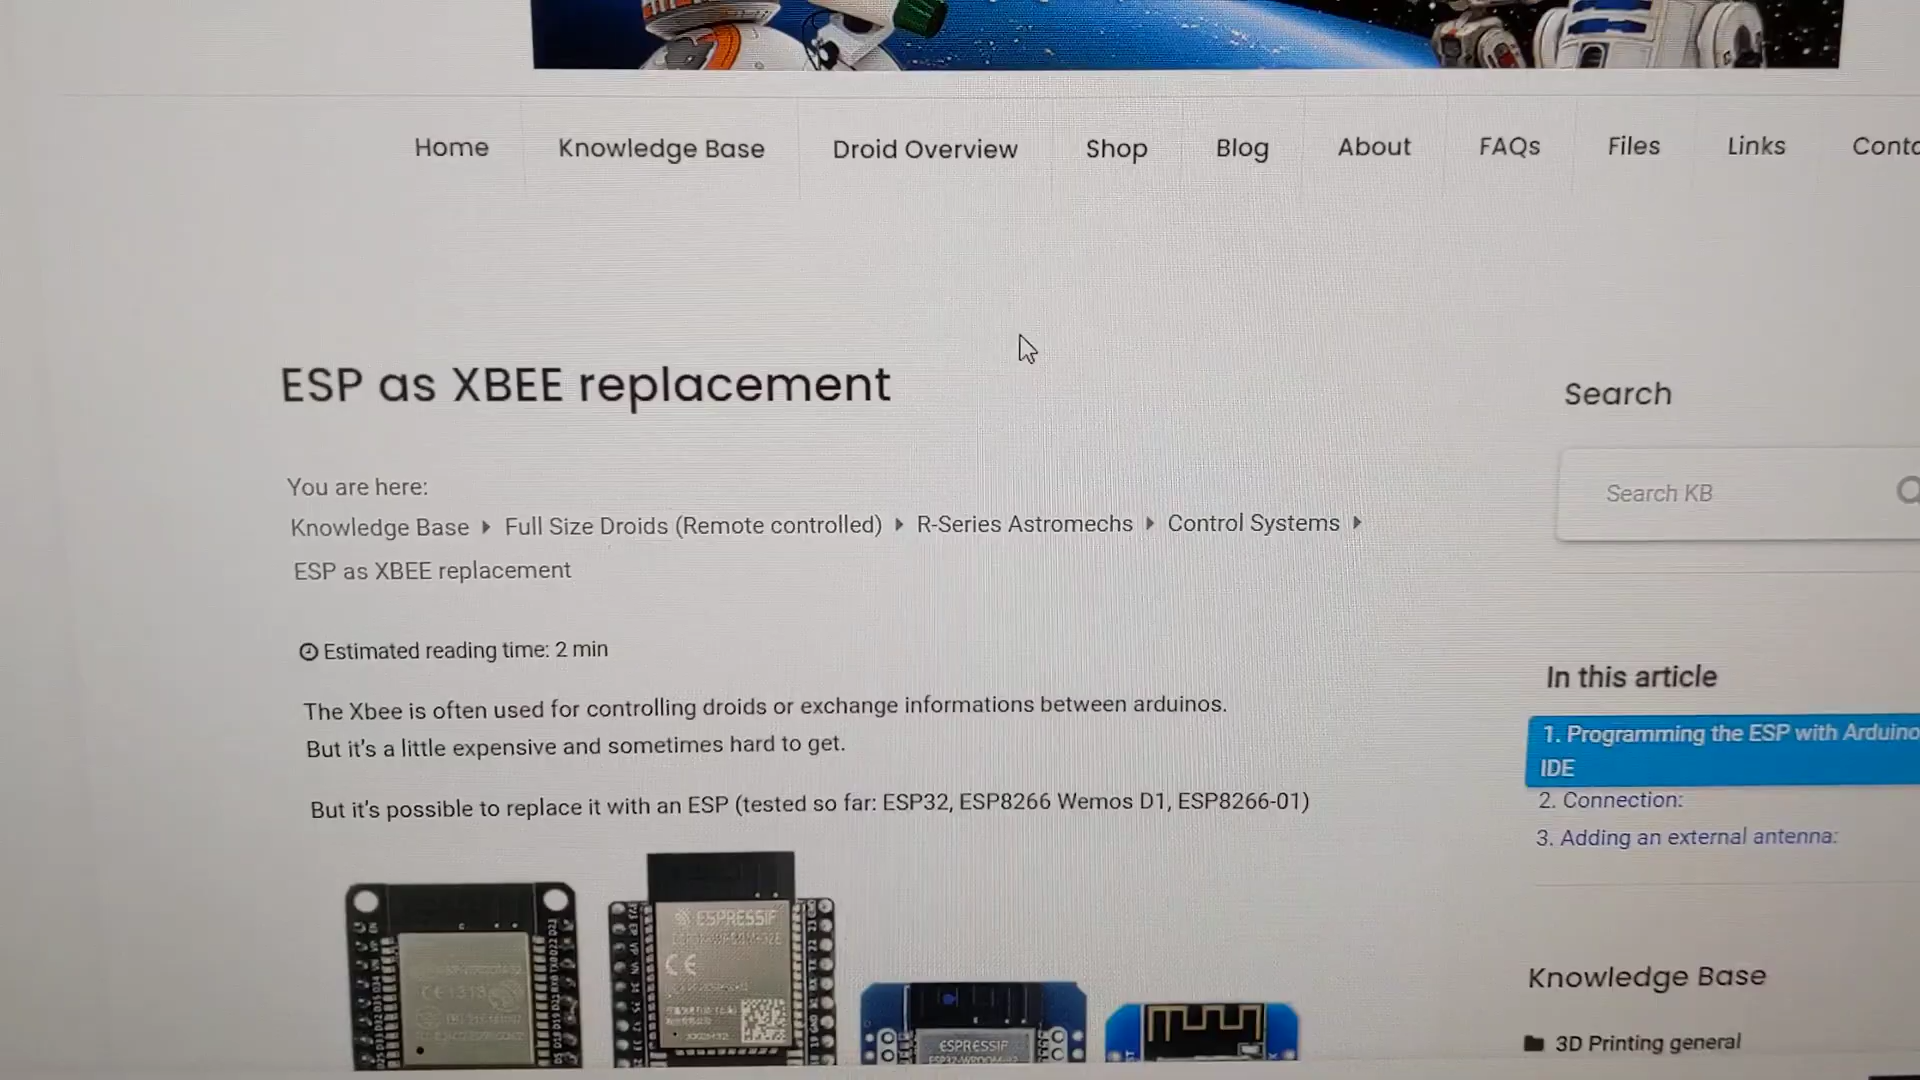 Home Knowledge Base Droid Overview Shop Blog About FAQs Files Links
ESP as XBEE replacement
You are here:
Knowledge Base Full Size Droids (Remote controlled) R-Series Astromechs Control Systems
ESP as XBEE replacement
Estimated reading time: 2 min
The Xbee is often used for controlling droids or exchange informations between arduinos.
But it's a little expensive and sometimes hard to get.
But it's possible to replace it with an ESP (tested so far: ESP32, ESP8266 Wemos D1, ESP8266-01)
ESPRESSIF
CE
ESPRESSIF
Search
Search KB
In this article
1. Programming the ESP with Arduino
IDE
2. Connection:
3. Adding an external antenna:
Knowledge Base
3D Printing general